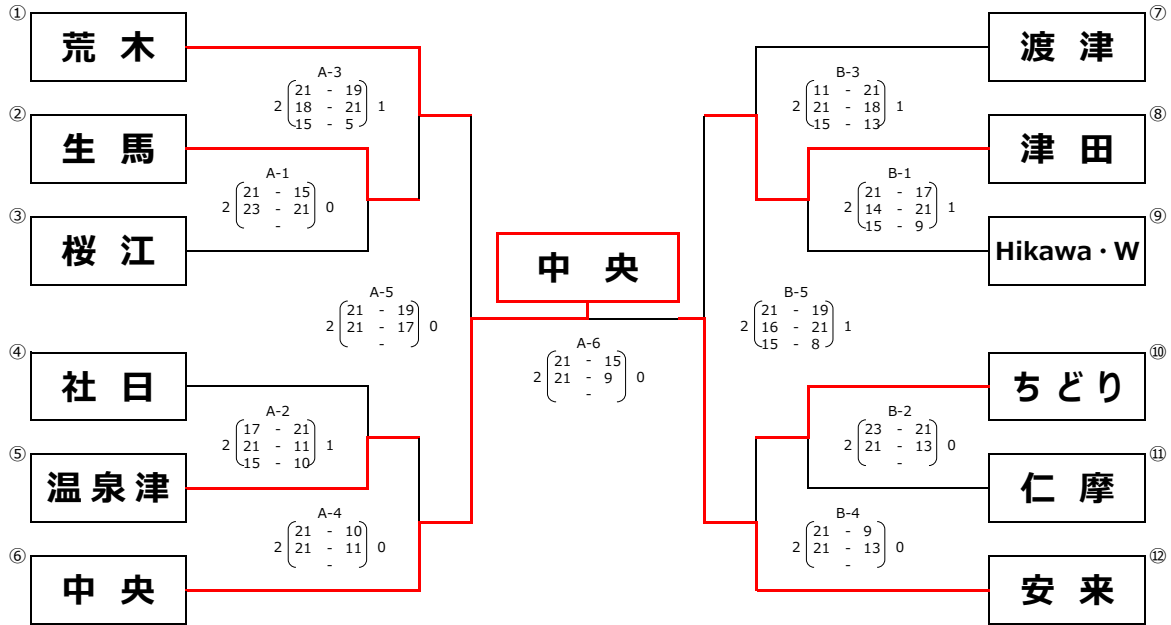 ①
荒 木
②
生 馬
③
桜 江
④
社 日
⑤
温 泉 津
⑥
中 央
A-3
2 21 - 19 1
18 - 21
15 - 5
A-1
2 21 - 15 0
23 - 21
-
A-5
2 21 - 19 0
21 - 17
-
A-2
2 17 - 21 1
21 - 11
15 - 10
A-4
2 21 - 10 0
21 - 11
-
中 央
A-6
2 21 - 15 0
21 - 9
-
B-3
2 11 - 21 1
21 - 18
15 - 13
B-1
2 21 - 17 1
14 - 21
15 - 9
B-5
2 21 - 19 1
16 - 21
15 - 8
B-2
2 23 - 21 0
21 - 13
-
B-4
2 21 - 9 0
21 - 13
-
⑦
渡 津
⑧
津 田
⑨
Hikawa・W
⑩
ち ど り
⑪
仁 摩
⑫
安 来